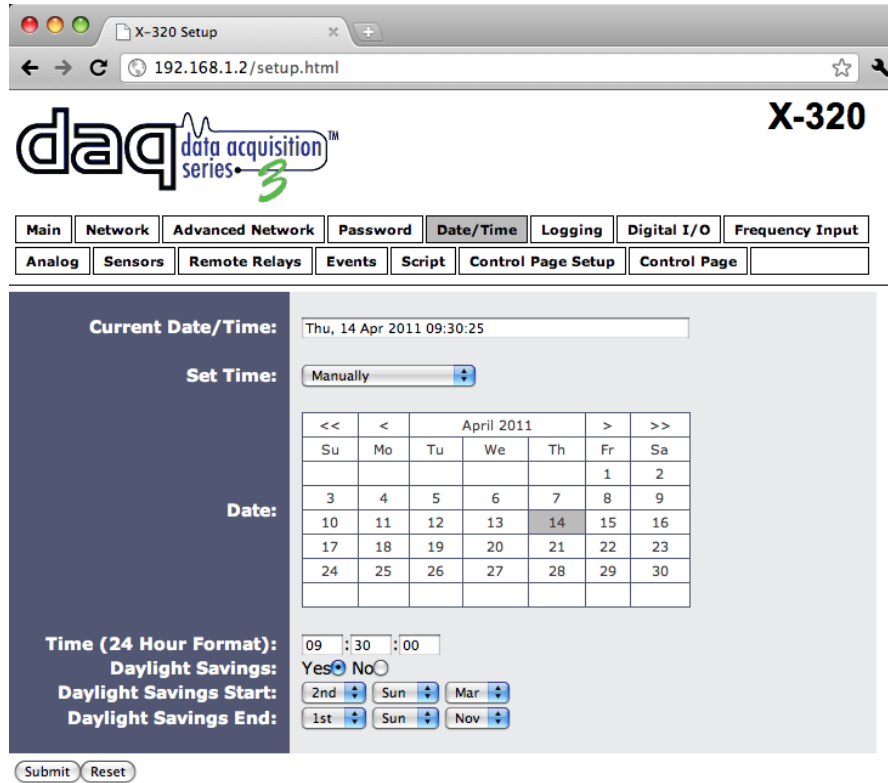 X-320 Setup
192.168.1.2/setup.html
daq data acquisition series 3 TM
X-320
Main Network Advanced Network Password Date/Time Logging Digital I/O Frequency Input
Analog Sensors Remote Relays Events Script Control Page Setup Control Page
Current Date/Time: Thu, 14 Apr 2011 09:30:25
Set Time: Manually
Date:
<< < April 2011 > >>
Su Mo Tu We Th Fr Sa
1 2
3 4 5 6 7 8 9
10 11 12 13 14 15 16
17 18 19 20 21 22 23
24 25 26 27 28 29 30
Time (24 Hour Format): 09 : 30 : 00
Daylight Savings: Yes No
Daylight Savings Start: 2nd Sun Mar
Daylight Savings End: 1st Sun Nov
Submit Reset